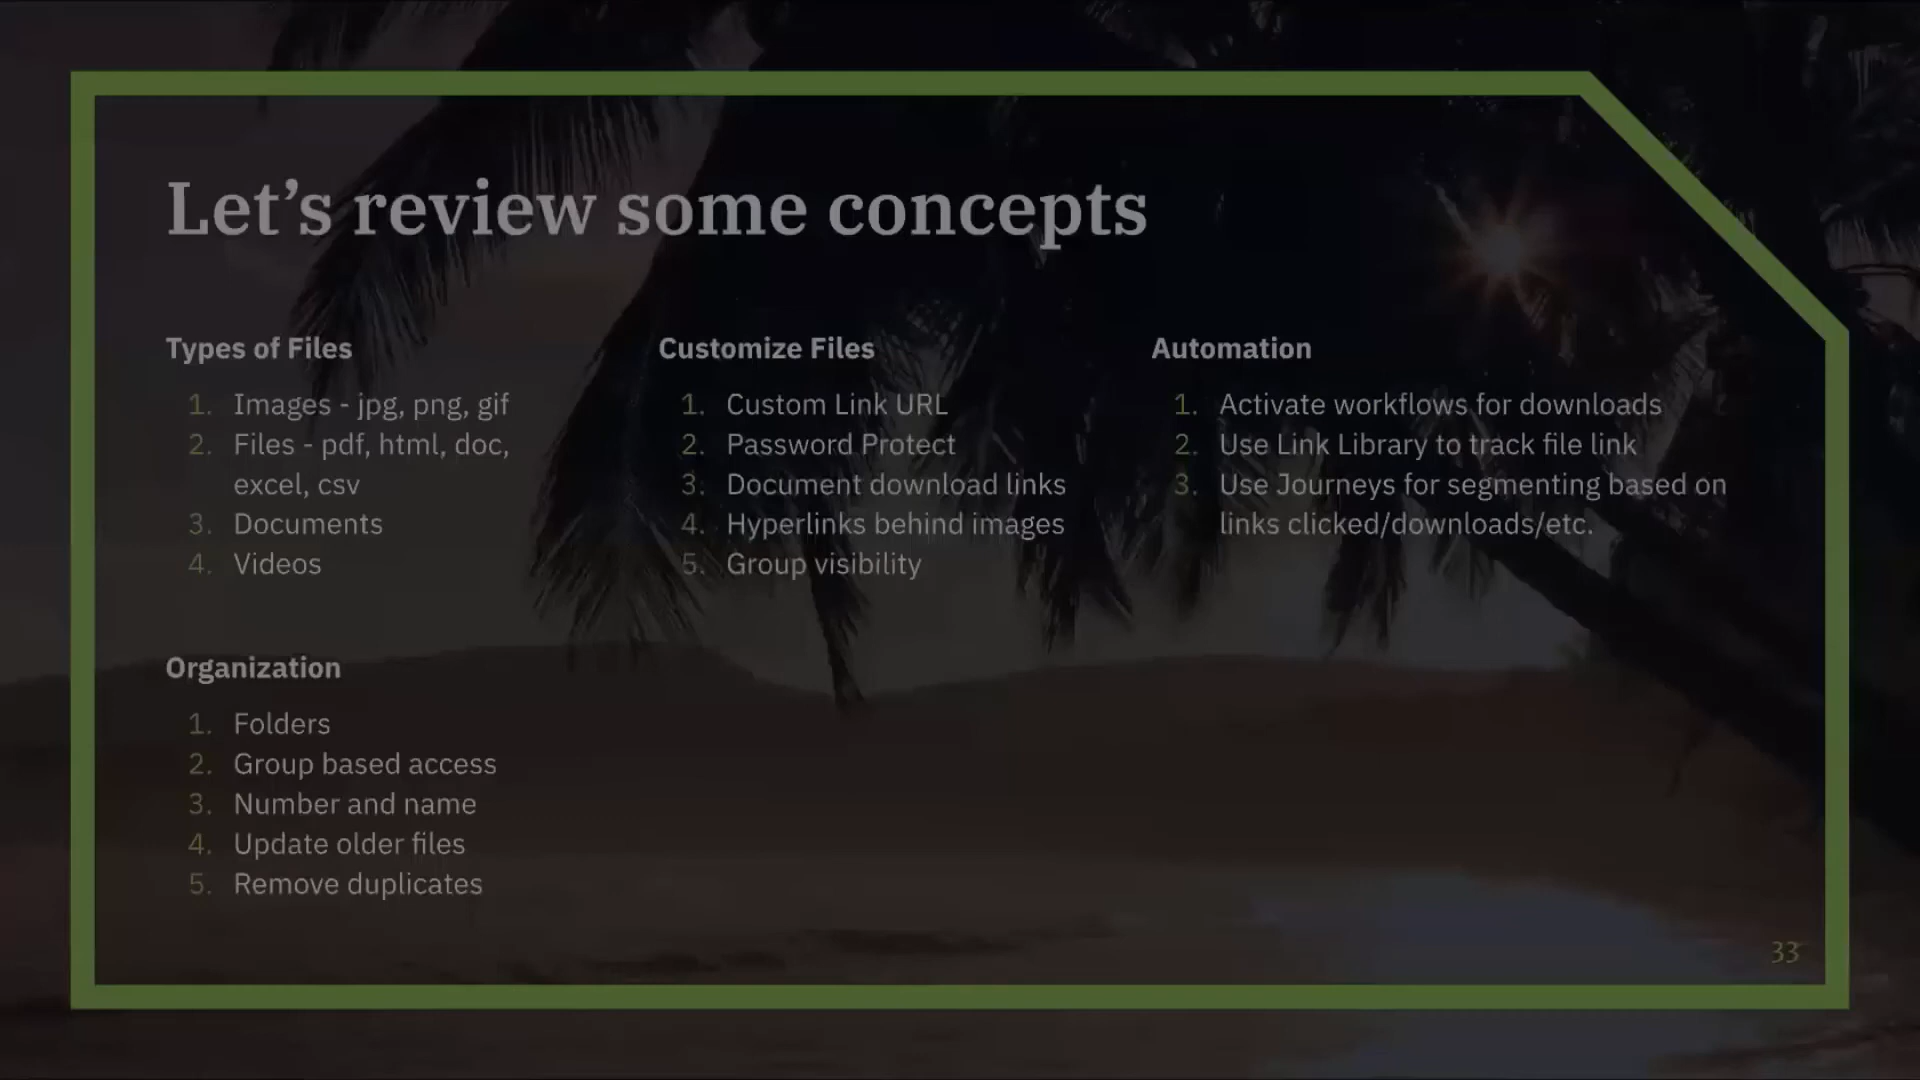 Let's review some concepts
Types of Files
1. Images - jpg, png, gif
2. Files - pdf, html, doc,
excel, csv
3. Documents
4. Videos
Customize Files
1. Custom Link URL
2. Password Protect
3. Document download links
4. Hyperlinks behind images
5. Group visibility
Automation
1. Activate workflows for downloads
2. Use Link Library to track file link
3. Use Journeys for segmenting based on
links clicked/downloads/etc.
Organization
1. Folders
2. Group based access
3. Number and name
4. Update older files
5. Remove duplicates
33